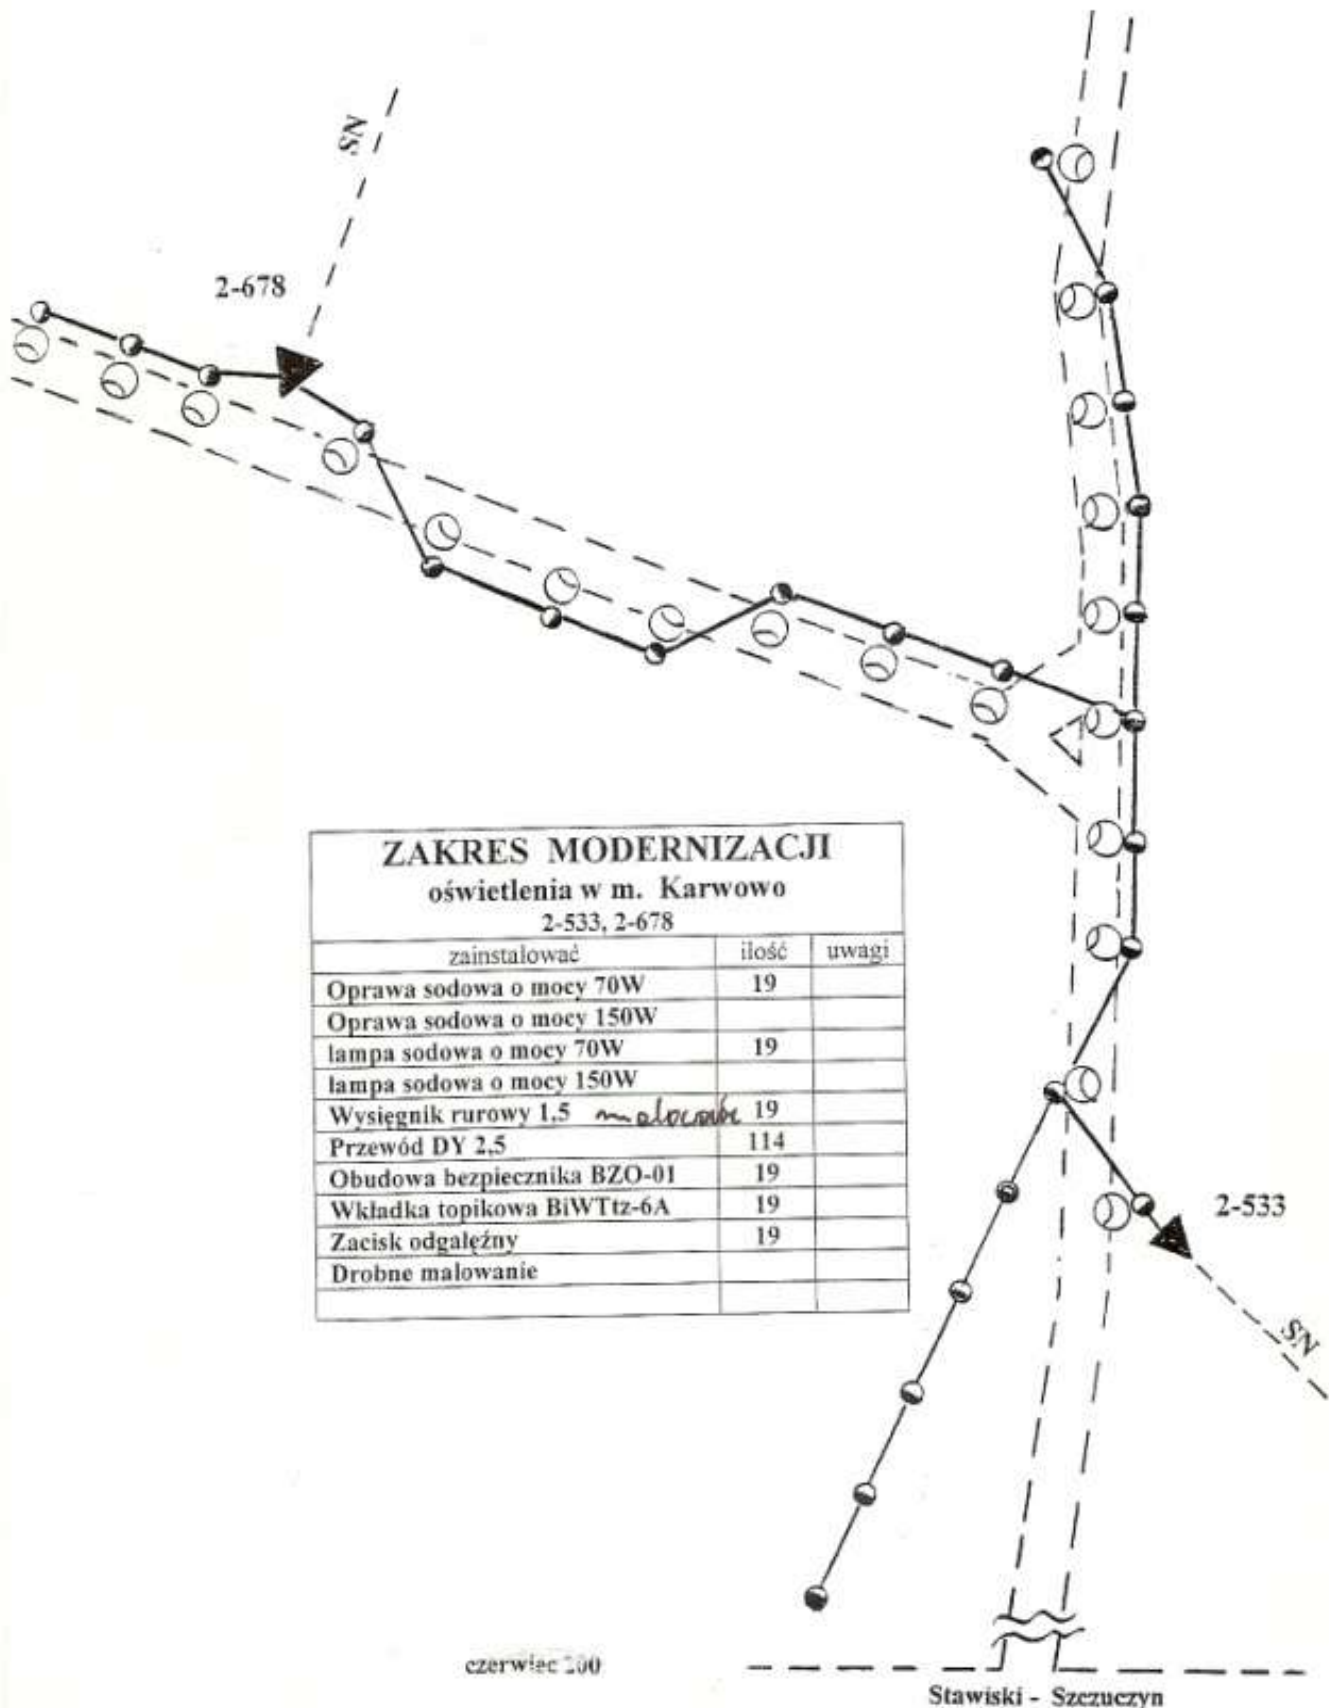 SN
2-678
ZAKRES MODERNIZACJI
oświetlenia w m. Karwowo
2-533, 2-678
zainstalować ilość uwagi
Oprawa sodowa o mocy 70W 19
Oprawa sodowa o mocy 150W
lampa sodowa o mocy 70W 19
lampa sodowa o mocy 150W
Wysięgnik rurowy 1,5 19
Przewód DY 2,5 114
Obudowa bezpiecznika BZO-01 19
Wkładka topikowa BiWTtz-6A 19
Zacisk odgałęźny 19
Drobne malowanie
2-533
SN
czerwiec 200
Stawiski - Szczuczyn